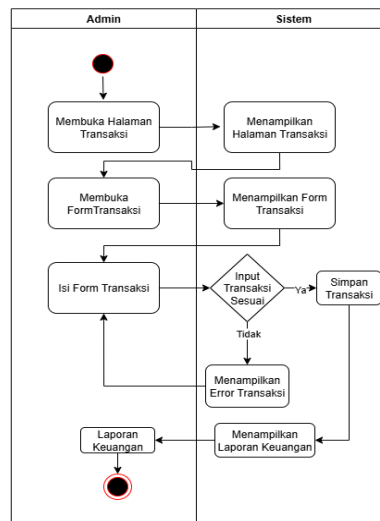 Admin
Sistem
Membuka Halaman
Transaksi
Menampilkan
Halaman Transaksi
Membuka
FormTransaksi
Menampilkan Form
Transaksi
Isi Form Transaksi
Input
Transaksi
Sesuai
Ya
Simpan
Transaksi
Tidak
Menampilkan
Error Transaksi
Laporan
Keuangan
Menampilkan
Laporan Keuangan